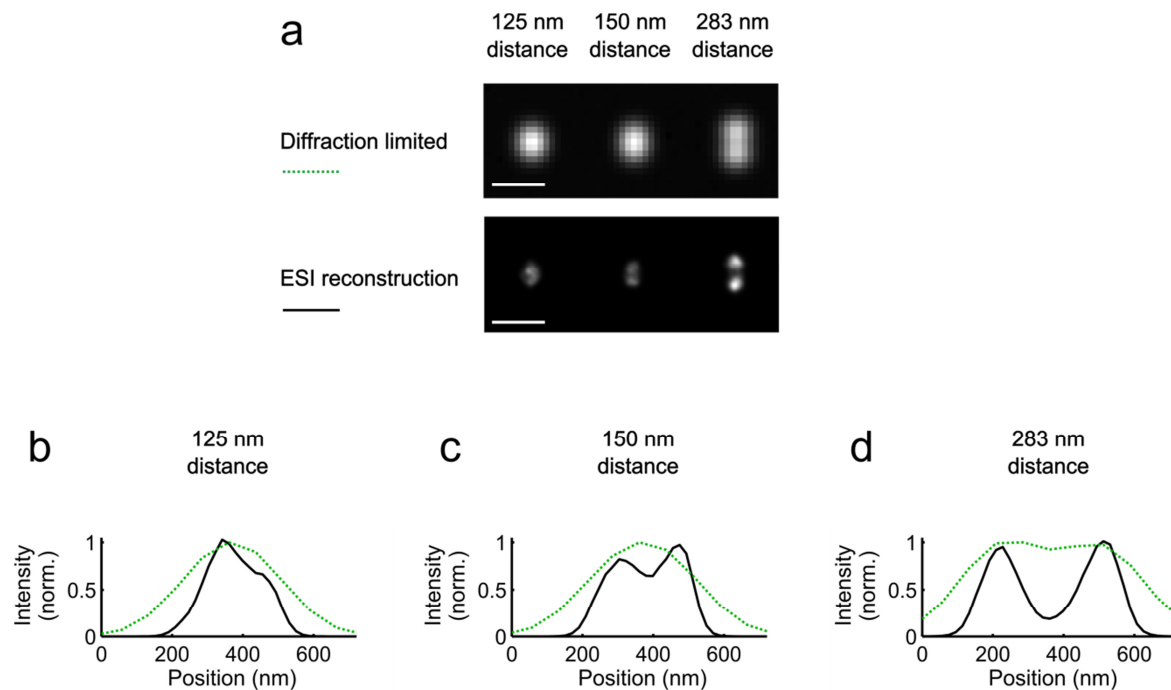 a
125 nm distance
150 nm distance
283 nm distance
Diffraction limited
ESI reconstruction
b
125 nm
distance
Intensity
(norm.)
1
0.5
0
0 200 400 600
Position (nm)
c
150 nm
distance
Intensity
(norm.)
1
0.5
0
0 200 400 600
Position (nm)
d
283 nm
distance
Intensity
(norm.)
1
0.5
0
0 200 400 600
Position (nm)